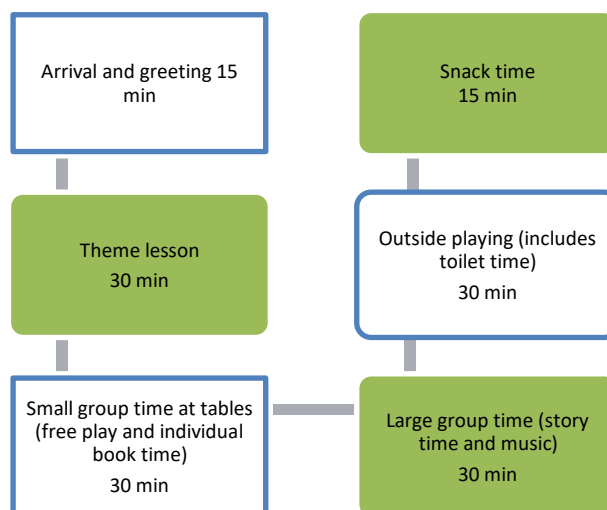 Arrival and greeting 15
min
Theme lesson
30 min
Small group time at tables
(free play and individual
book time)
30 min
Large group time (story
time and music)
30 min
Outside playing (includes
toilet time)
30 min
Snack time
15 min